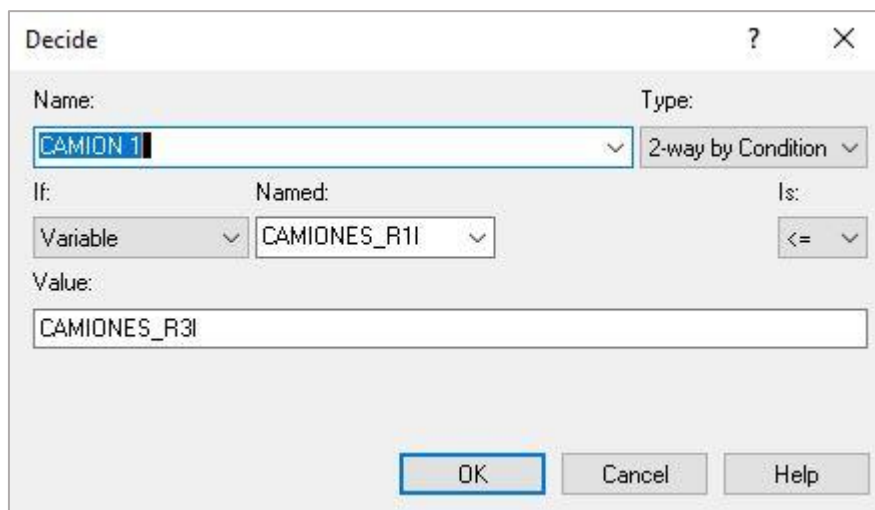 Decide ? ×
Name: Type:
CAMION 1 2-way by Condition
If: Named: Is:
Variable CAMIONES_R1I <=
Value:
CAMIONES_R3I
OK Cancel Help